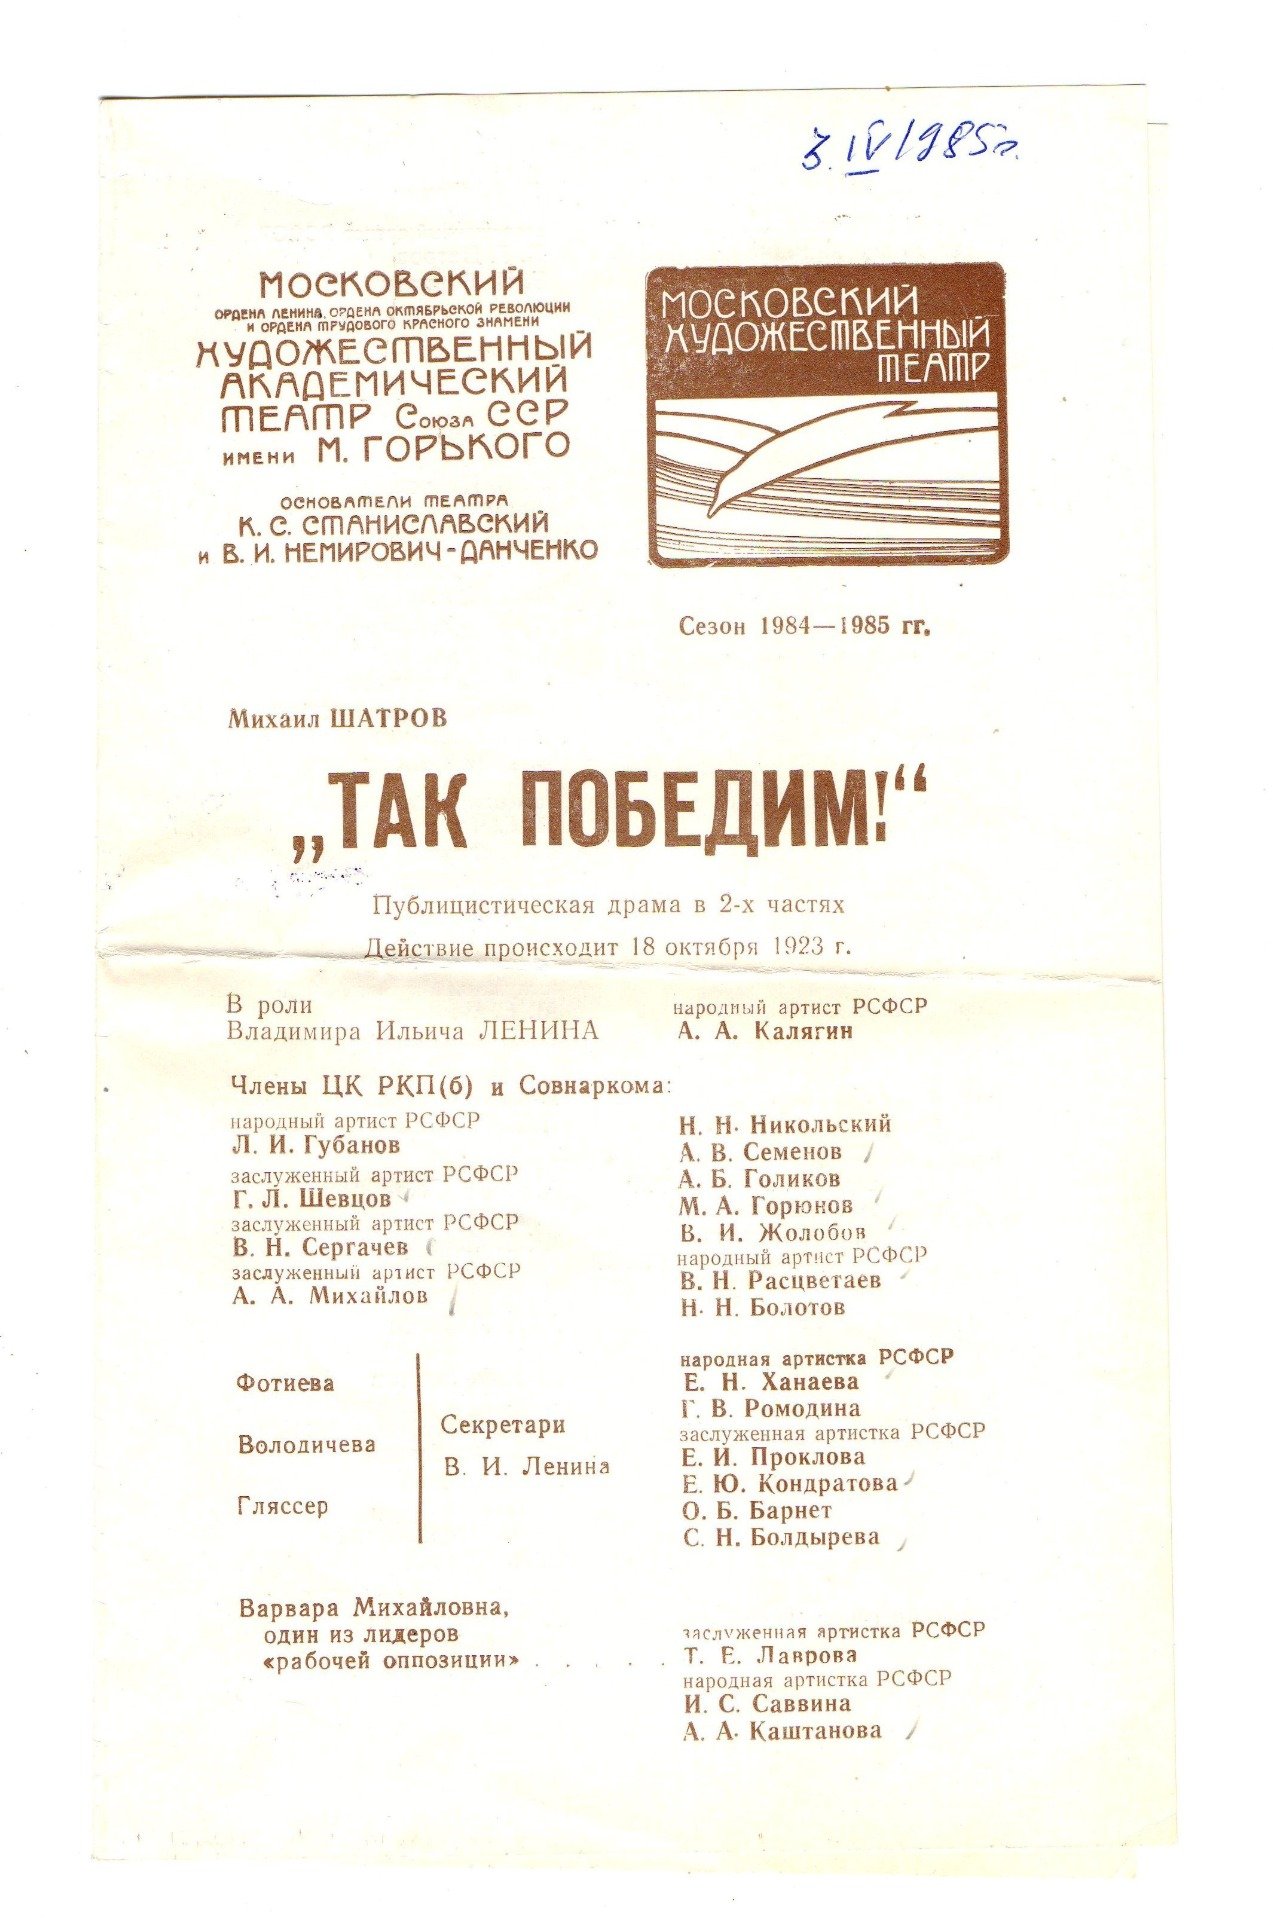 3.IV 1985г.
МОСКОВСКИЙ
ОРДЕНА ЛЕНИНА, ОРДЕНА ОКТЯБРЬСКОЙ РЕВОЛЮЦИИ
И ОРДЕНА ТРУДОВОГО КРАСНОГО ЗНАМЕНИ
ХУДОЖЕСТВЕННЫЙ
АКАДЕМИЧЕСКИЙ
ТЕАТР СОЮЗА ССР
ИМЕНИ М. ГОРЬКОГО
ОСНОВАТЕЛИ ТЕАТРА
К. С. СТАНИСЛАВСКИЙ
И В. И. НЕМИРОВИЧ-ДАНЧЕНКО
МОСКОВСКИЙ
ХУДОЖЕСТВЕННЫЙ
ТЕАТР
Сезон 1984—1985 гг.
Михаил ШАТРОВ
„ТАК ПОБЕДИМ!“
Публицистическая драма в 2-х частях
Действие происходит 18 октября 1923 г.
В роли
Владимира Ильича ЛЕНИНА
народный артист РСФСР
А. А. Калягин
Члены ЦК РКП(б) и Совнаркома:
народный артист РСФСР
Л. И. Губанов
заслуженный артист РСФСР
Г. Л. Шевцов
заслуженный артист РСФСР
В. Н. Сергачев
заслуженный артист РСФСР
А. А. Михайлов
Н. Н. Никольский
А. В. Семенов
А. Б. Голиков
М. А. Горюнов
В. И. Жолобов
народный артист РСФСР
В. Н. Расцветаев
Н. Н. Болотов
Фотиева
Володичева
Гляссер
Секретари
В. И. Ленина
народная артистка РСФСР
Е. Н. Ханаева
Г. В. Ромодина
заслуженная артистка РСФСР
Е. И. Проклова
Е. Ю. Кондратова
О. Б. Барнет
С. Н. Болдырева
Варвара Михайловна,
один из лидеров
«рабочей оппозиции» . . . . . .
заслуженная артистка РСФСР
Т. Е. Лаврова
народная артистка РСФСР
И. С. Саввина
А. А. Каштанова